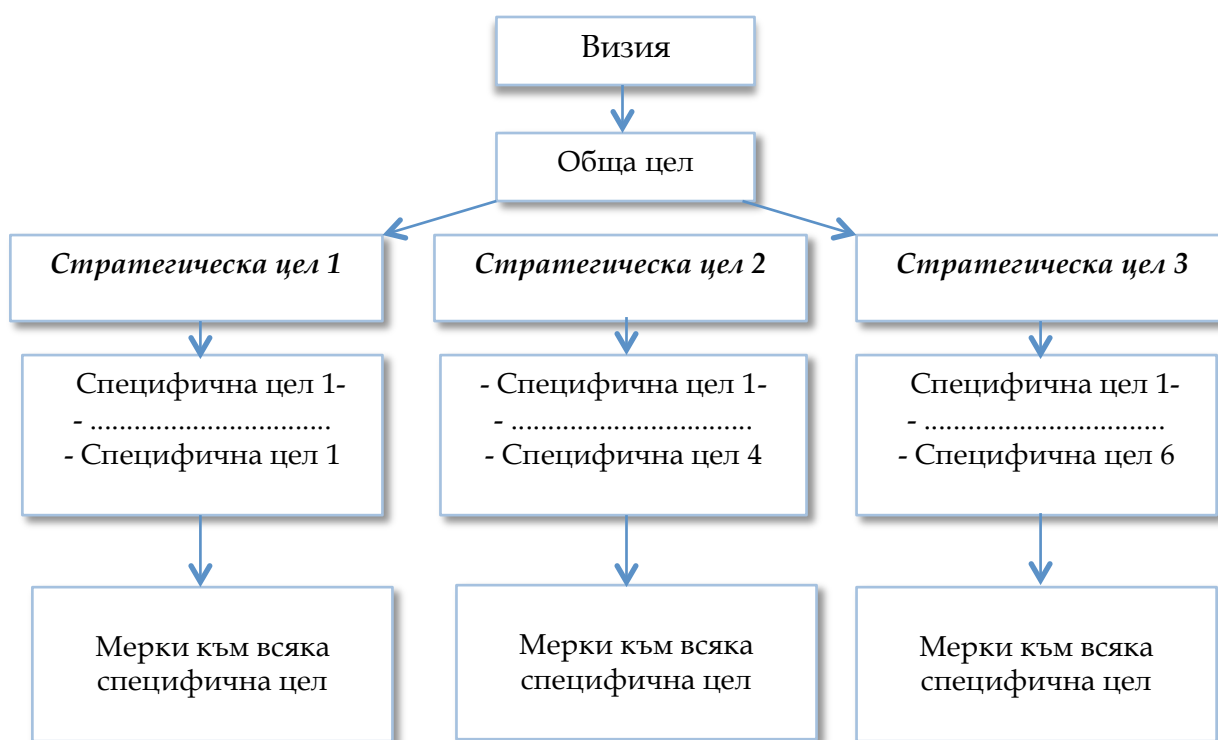 Визия
Обща цел
Стратегическа цел 1
Стратегическа цел 2
Стратегическа цел 3
Специфична цел 1-
- ..................................
- Специфична цел 1
- Специфична цел 1-
- ..................................
- Специфична цел 4
Специфична цел 1-
- ..................................
- Специфична цел 6
Мерки към всяка
специфична цел
Мерки към всяка
специфична цел
Мерки към всяка
специфична цел